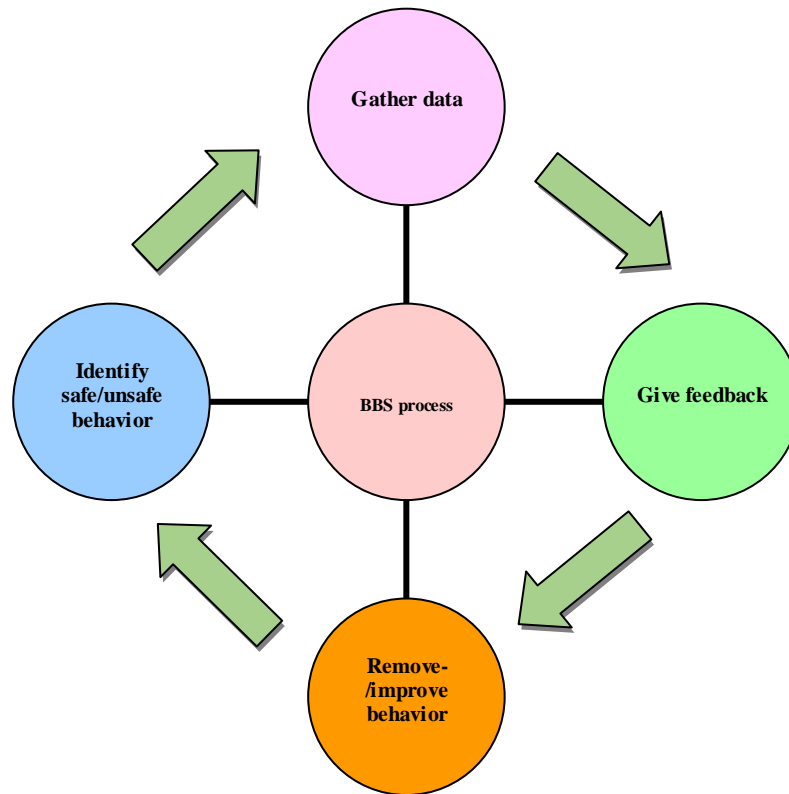 Gather data
Identify
safe/unsafe
behavior
BBS process
Give feedback
Remove-
/improve
behavior